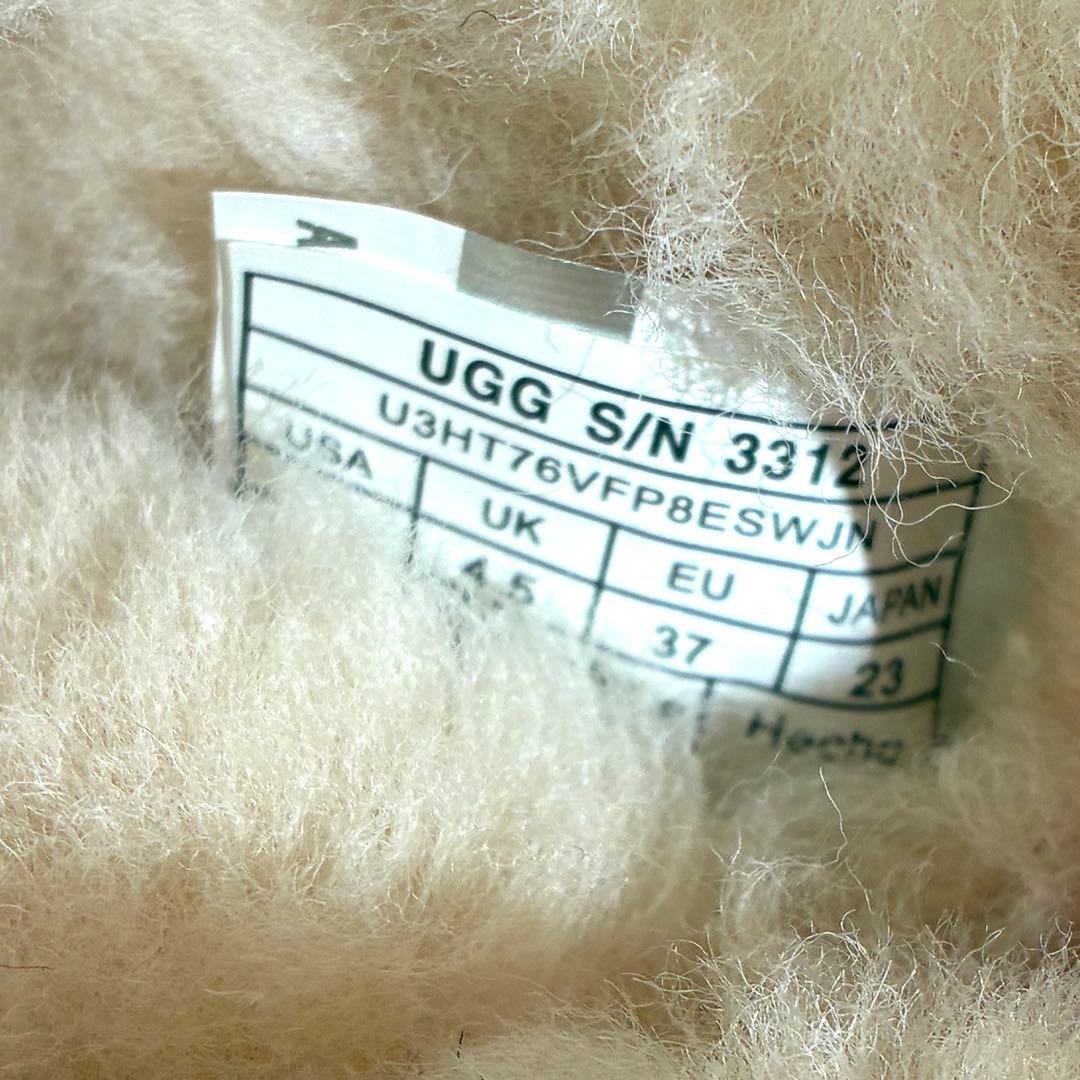 A
UGG S/N 3312
U3HT76VFP8ESWJN
USA UK EU JAPAN
4.5 37 23
Hecho